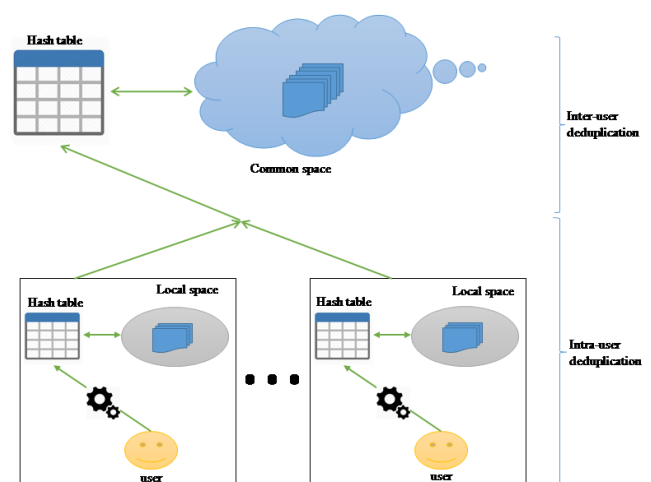 Hash table
Common space
Inter-user
deduplication
Local space
Hash table
user
Local space
Hash table
user
Intra-user
deduplication